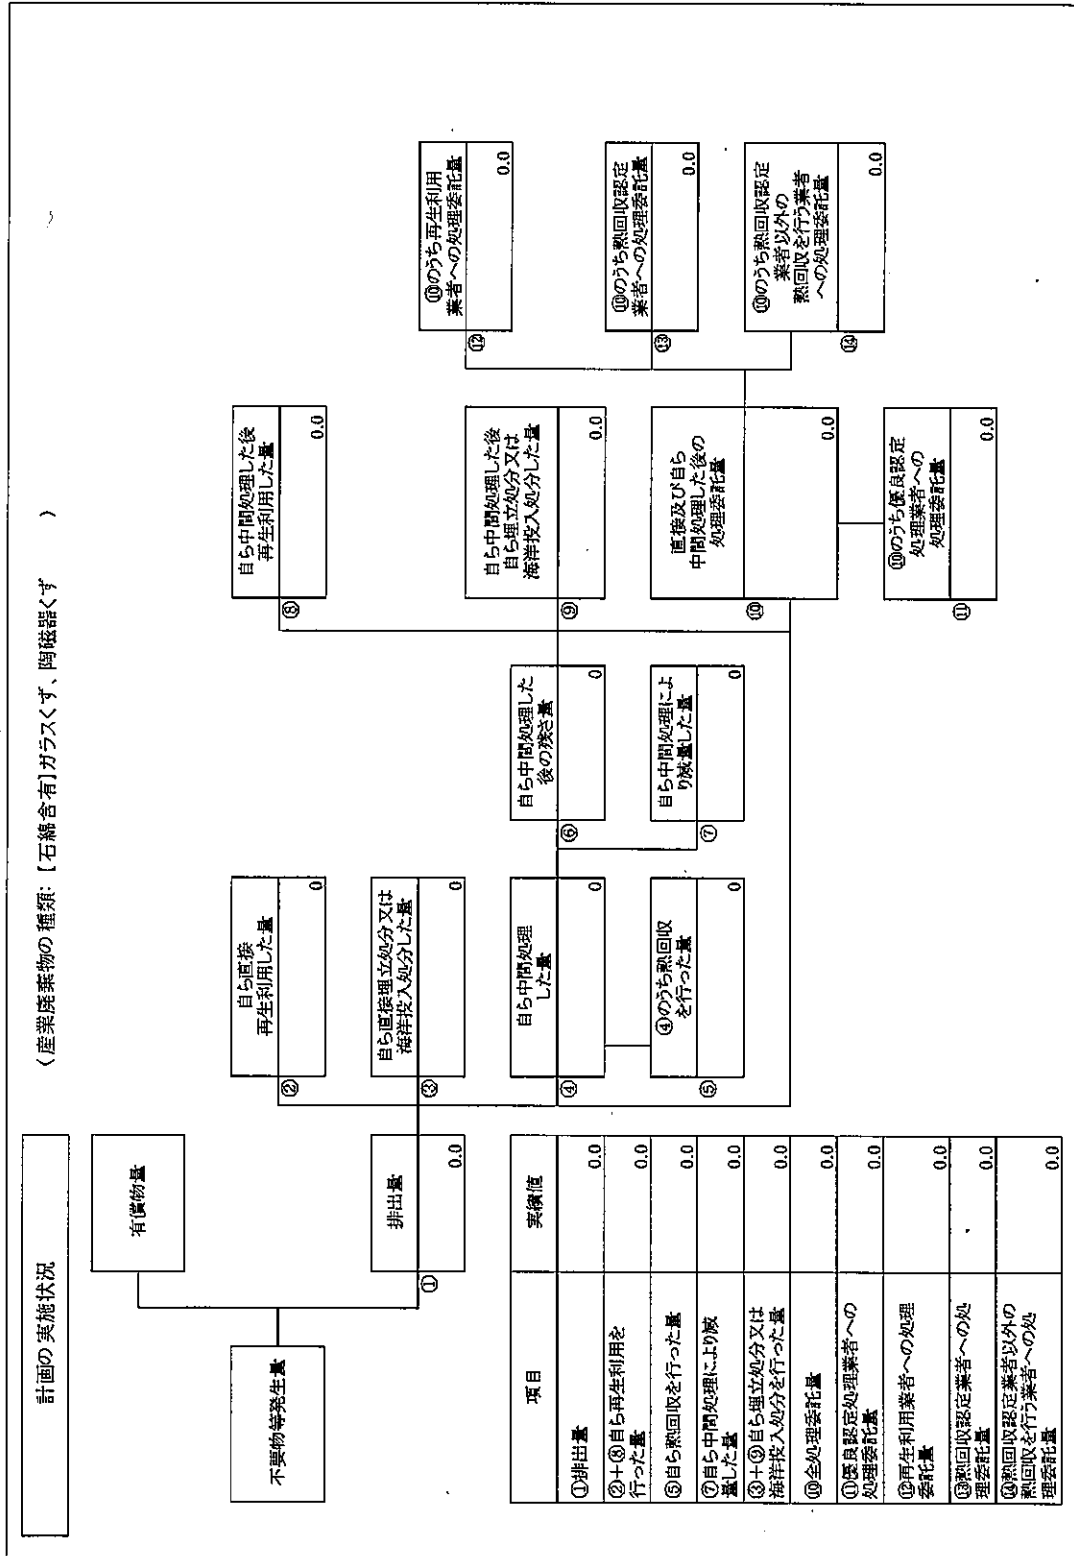 計画の実施状況
（産業廃棄物の種類:【石綿含有】ガラスくず、陶磁器くず　）
不要物等発生量
有償物量
①
排出量
0.0
②
自ら直接
再生利用した量
0
③
自ら直接埋立処分又は
海洋投入処分した量
0
④
自ら中間処理
した量
0
⑤
④のうち熱回収
を行った量
0
⑥
自ら中間処理した
後の残さ量
0
⑦
自ら中間処理によ
り減量した量
0
⑧
自ら中間処理した後
再生利用した量
0.0
⑨
自ら中間処理した後
自ら埋立処分又は
海洋投入処分した量
0.0
⑩
直接及び自ら
中間処理した後の
処理委託量
0.0
⑪
⑩のうち優良認定
処理業者への
処理委託量
0.0
⑫
⑩のうち再生利用
業者への処理委託量
0.0
⑬
⑩のうち熱回収認定
業者への処理委託量
0.0
⑭
⑩のうち熱回収認定
業者以外の
熱回収を行う業者
への処理委託量
0.0
項目 実績値
①排出量 0.0
②+⑧自ら再生利用を
行った量 0.0
⑤自ら熱回収を行った量 0.0
⑦自ら中間処理により減
量した量 0.0
③+⑨自ら埋立処分又は
海洋投入処分を行った量 0.0
⑩全処理委託量 0.0
⑪優良認定処理業者への
処理委託量 0.0
⑫再生利用業者への処理
委託量 0.0
⑬熱回収認定業者への処
理委託量 0.0
⑭熱回収認定業者以外の
熱回収を行う業者への処
理委託量 0.0